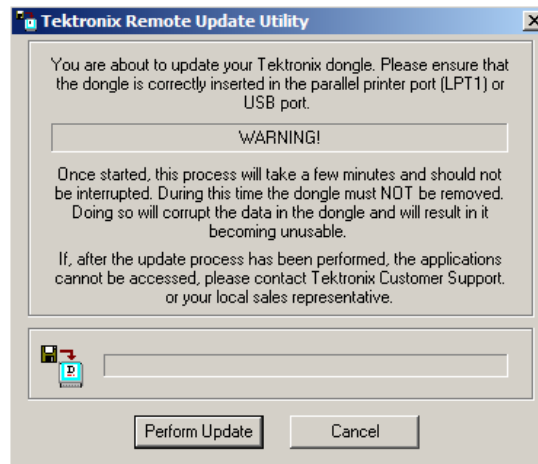 Tektronix Remote Update Utility
You are about to update your Tektronix dongle. Please ensure that
the dongle is correctly inserted in the parallel printer port (LPT1) or
USB port.
WARNING!
Once started, this process will take a few minutes and should not
be interrupted. During this time the dongle must NOT be removed.
Doing so will corrupt the data in the dongle and will result in it
becoming unusable.
If, after the update process has been performed, the applications
cannot be accessed, please contact Tektronix Customer Support.
or your local sales representative.
Perform Update
Cancel